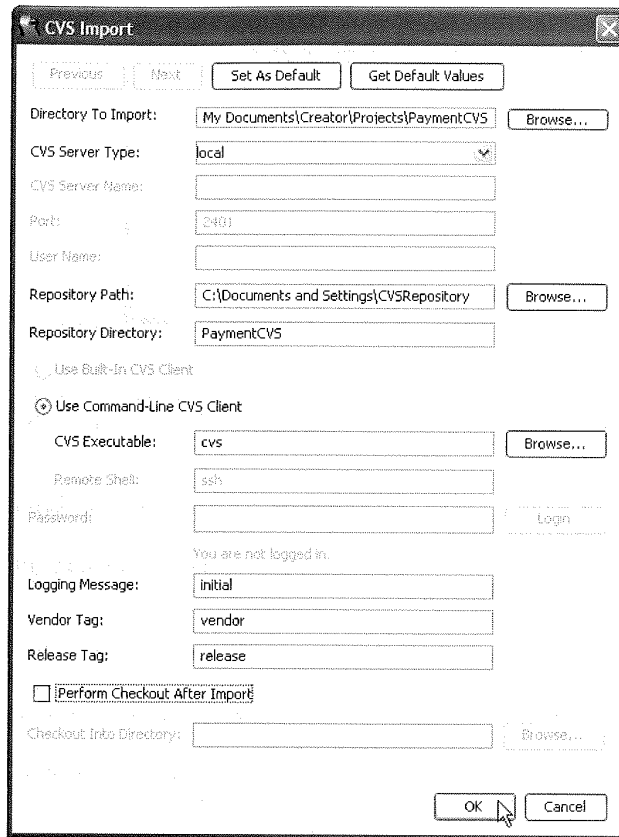 CVS Import
Previous Next Set As Default Get Default Values
Directory To Import: My Documents\Creator\Projects\PaymentCVS Browse...
CVS Server Type: local
CVS Server Name:
Port: 2401
User Name:
Repository Path: C:\Documents and Settings\CVSRepository Browse...
Repository Directory: PaymentCVS
Use Built-In CVS Client
Use Command-Line CVS Client
CVS Executable: cvs Browse...
Remote Shell: ssh
Password: Login
You are not logged in.
Logging Message: initial
Vendor Tag: vendor
Release Tag: release
Perform Checkout After Import
Checkout Into Directory: Browse...
OK Cancel